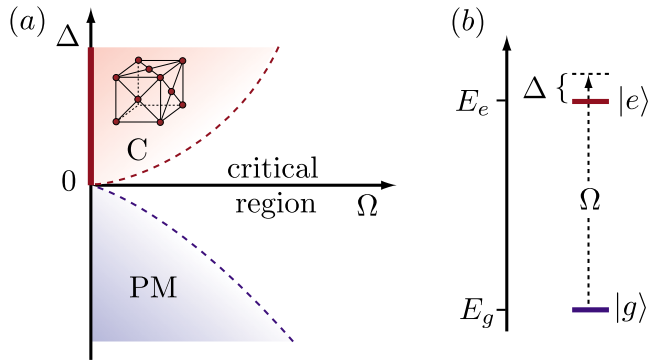 (a)
Δ
C
0
critical
region
Ω
PM
(b)
Δ {
E_e
|e⟩
Ω
E_g
|g⟩